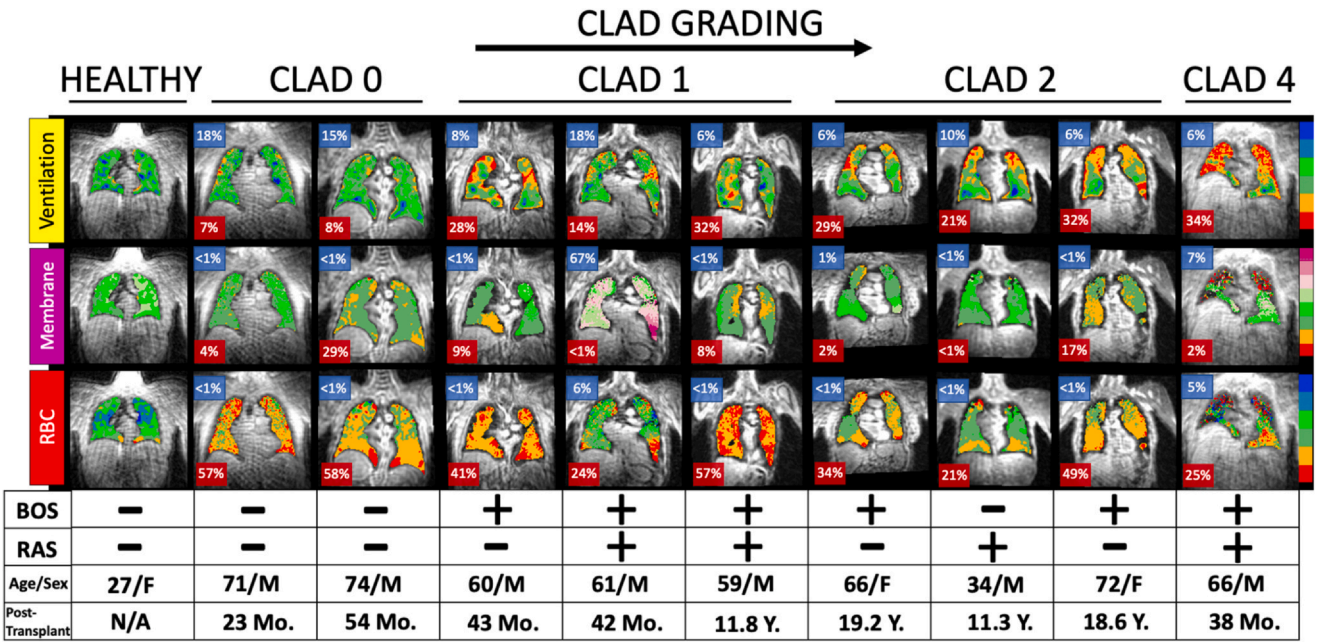 CLAD GRADING
HEALTHY CLAD 0 CLAD 1 CLAD 2 CLAD 4
Ventilation
18% 15% 8% 18% 6% 6% 10% 6% 6%
7% 8% 28% 14% 32% 29% 21% 32% 34%
Membrane
<1% <1% <1% 67% <1% 1% <1% <1% 7%
4% 29% 9% <1% 8% 2% <1% 17% 2%
RBC
<1% <1% <1% 6% <1% <1% <1% <1% 5%
57% 58% 41% 24% 57% 34% 21% 49% 25%
BOS − − − + + + + − + +
RAS − − − − + + − + − +
Age/Sex 27/F 71/M 74/M 60/M 61/M 59/M 66/F 34/M 72/F 66/M
Post-
Transplant N/A 23 Mo. 54 Mo. 43 Mo. 42 Mo. 11.8 Y. 19.2 Y. 11.3 Y. 18.6 Y. 38 Mo.